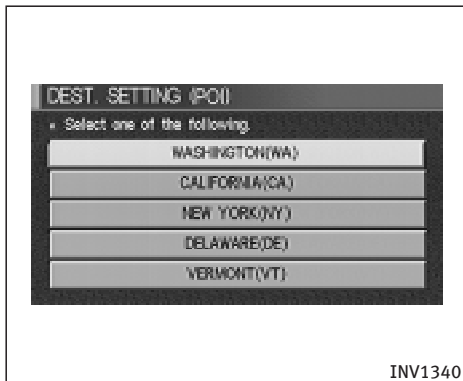 DEST. SETTING (POI)
Select one of the following.
WASHINGTON(WA)
CALIFORNIA(CA)
NEW YORK(NY)
DELAWARE(DE)
VERMONT(VT)
INV1340